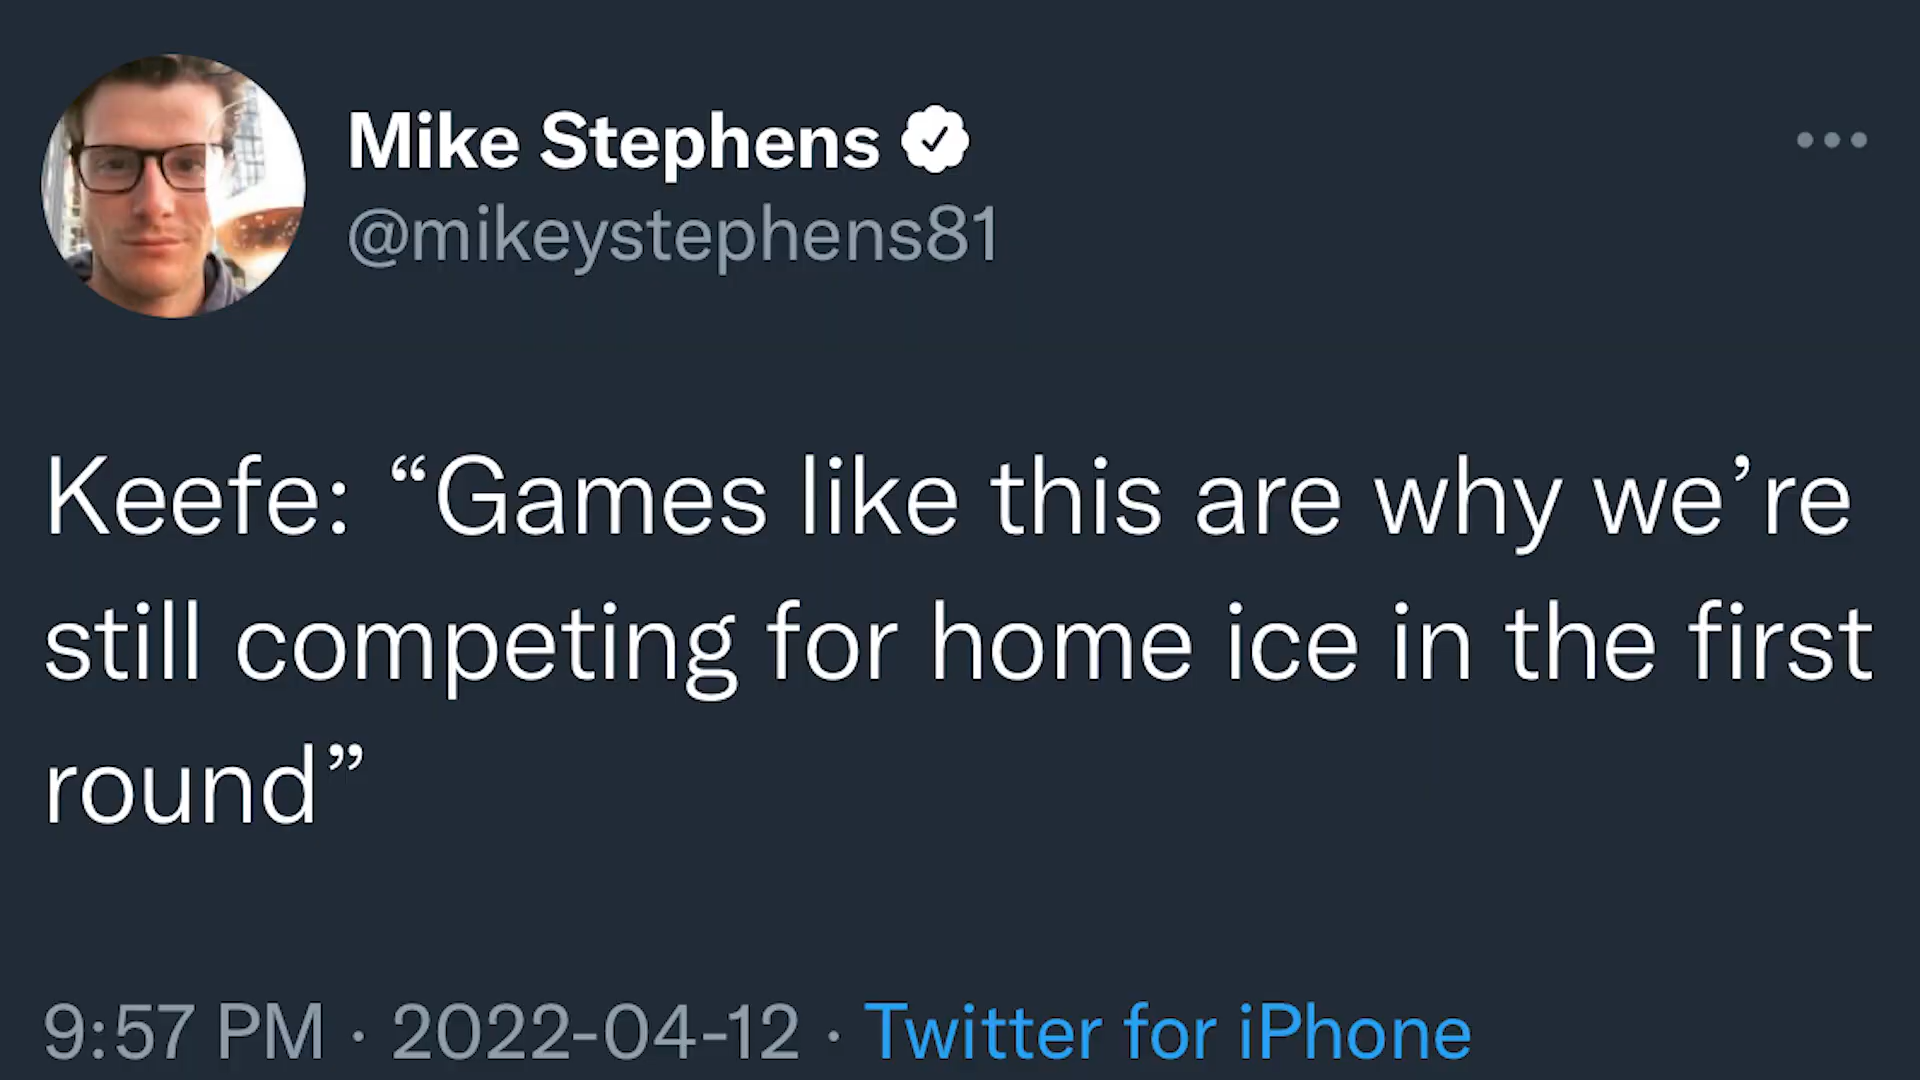 Mike Stephens
@mikeystephens81
Keefe: “Games like this are why we’re
still competing for home ice in the first
round”
9:57 PM · 2022-04-12 · Twitter for iPhone